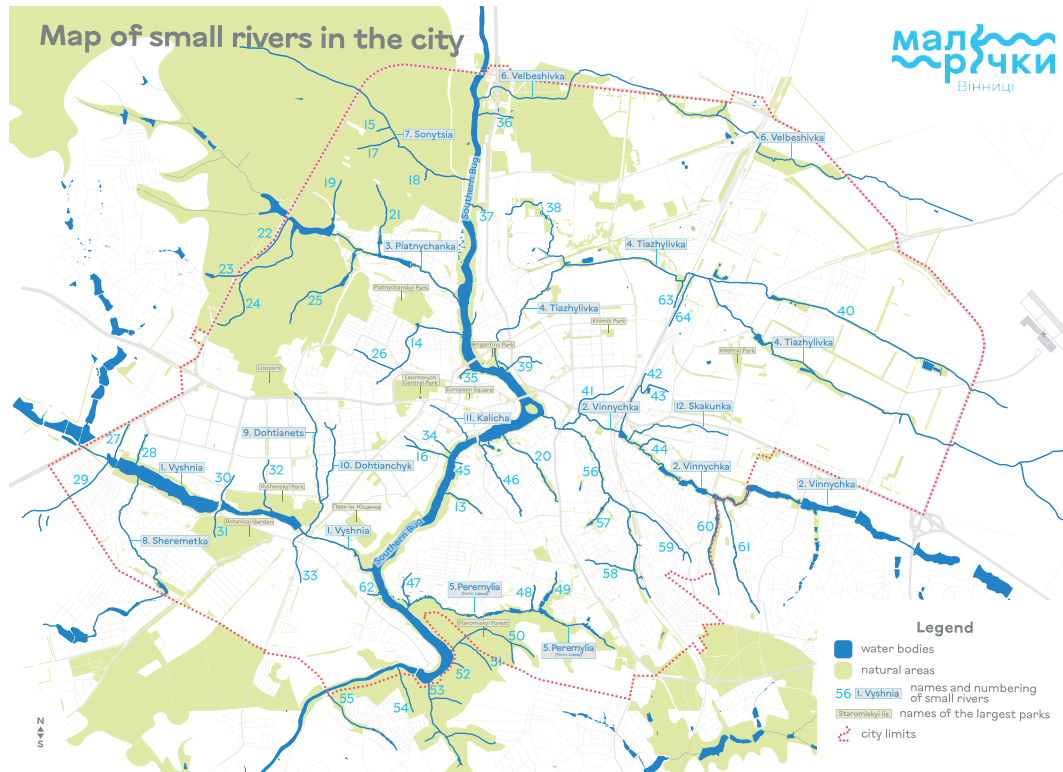 Map of small rivers in the city
МАЛІ
РІЧКИ
Вінниці
6. Velbeshivka
36
15
7. Sonytsia
17
6. Velbeshivka
18
19
21
Southern Bug
37
38
22
3. Piatnychanka
4. Tiazhylivka
23
24
25
Piatnychanskyi Park
63
64
40
4. Tiazhylivka
Khimik Park
14
26
Brigantina Park
4. Tiazhylivka
39
35
Internat Park
Lisopark
Leontovych
Central Park
European Square
42
41
43
11. Kalicha
2. Vinnychka
12. Skakunka
9. Dohtianets
34
16
44
27
28
1. Vyshnia
32
10. Dohtianchyk
45
20
46
56
2. Vinnychka
29
30
Vyshenskyi Park
2. Vinnychka
Парк ім. Ющенка
13
31
Botanical Garden
1. Vyshnia
57
60
8. Sheremetka
Southern Bug
59
61
33
62
47
5. Peremylia
48
49
58
Staromiskyi Forest
50
51
5. Peremylia
52
53
54
55
N
S
Legend
water bodies
natural areas
56 1. Vyshnia names and numbering
of small rivers
Staromiskyi lis names of the largest parks
city limits